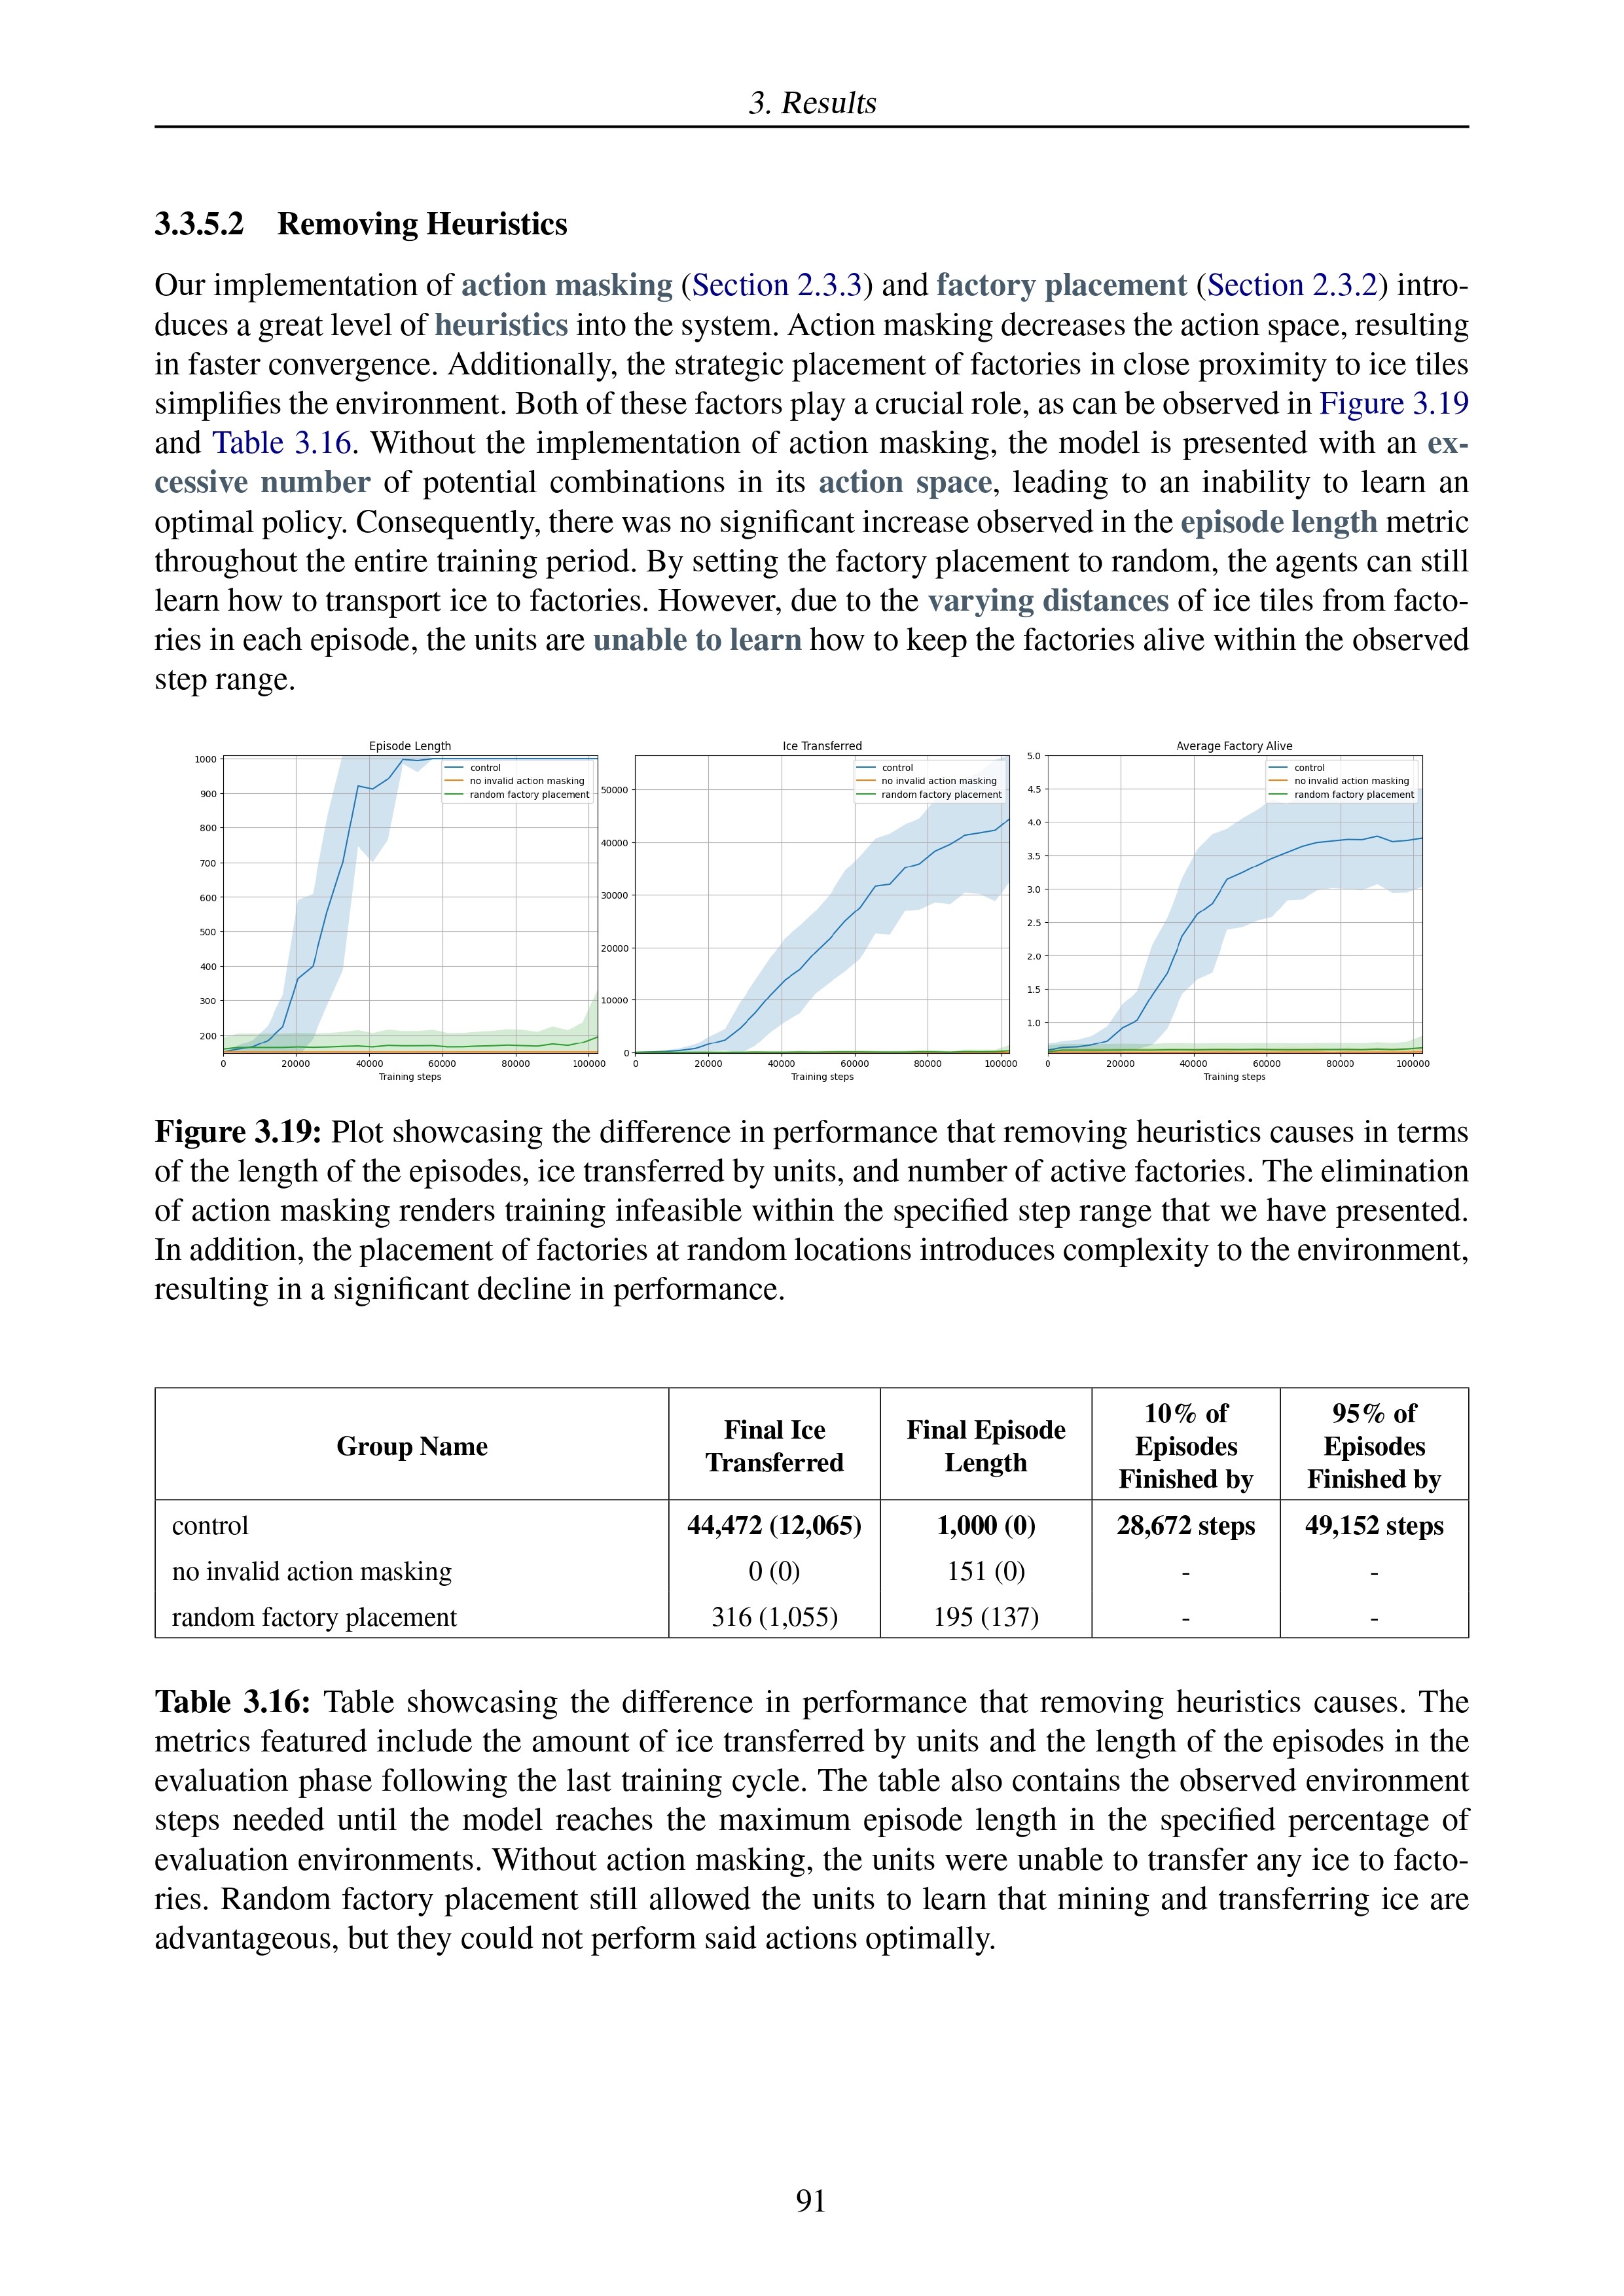 3. Results
3.3.5.2 Removing Heuristics
Our implementation of action masking (Section 2.3.3) and factory placement (Section 2.3.2) intro-
duces a great level of heuristics into the system. Action masking decreases the action space, resulting
in faster convergence. Additionally, the strategic placement of factories in close proximity to ice tiles
simplifies the environment. Both of these factors play a crucial role, as can be observed in Figure 3.19
and Table 3.16. Without the implementation of action masking, the model is presented with an ex-
cessive number of potential combinations in its action space, leading to an inability to learn an
optimal policy. Consequently, there was no significant increase observed in the episode length metric
throughout the entire training period. By setting the factory placement to random, the agents can still
learn how to transport ice to factories. However, due to the varying distances of ice tiles from facto-
ries in each episode, the units are unable to learn how to keep the factories alive within the observed
step range.
Episode Length
1000
900
800
700
600
500
400
300
200
control
no invalid action masking
random factory placement
0 20000 40000 60000 80000 100000
Training steps
Ice Transferred
50000
40000
30000
20000
10000
0
control
no invalid action masking
random factory placement
0 20000 40000 60000 80000 100000
Training steps
Average Factory Alive
5.0
4.5
4.0
3.5
3.0
2.5
2.0
1.5
1.0
control
no invalid action masking
random factory placement
0 20000 40000 60000 80000 100000
Training steps
Figure 3.19: Plot showcasing the difference in performance that removing heuristics causes in terms
of the length of the episodes, ice transferred by units, and number of active factories. The elimination
of action masking renders training infeasible within the specified step range that we have presented.
In addition, the placement of factories at random locations introduces complexity to the environment,
resulting in a significant decline in performance.
Group Name
Final Ice
Transferred
Final Episode
Length
10% of
Episodes
Finished by
95% of
Episodes
Finished by
control 44,472 (12,065) 1,000 (0) 28,672 steps 49,152 steps
no invalid action masking 0 (0) 151 (0) - -
random factory placement 316 (1,055) 195 (137) - -
Table 3.16: Table showcasing the difference in performance that removing heuristics causes. The
metrics featured include the amount of ice transferred by units and the length of the episodes in the
evaluation phase following the last training cycle. The table also contains the observed environment
steps needed until the model reaches the maximum episode length in the specified percentage of
evaluation environments. Without action masking, the units were unable to transfer any ice to facto-
ries. Random factory placement still allowed the units to learn that mining and transferring ice are
advantageous, but they could not perform said actions optimally.
91